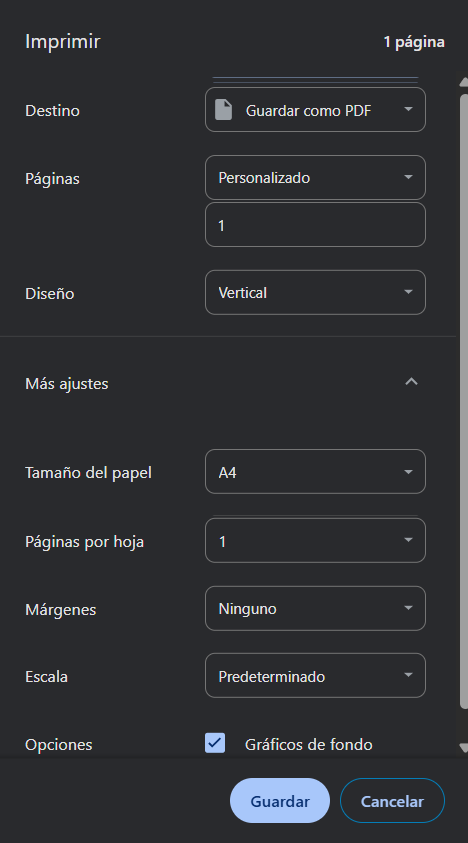 Imprimir 1 página
Destino Guardar como PDF
Páginas Personalizado
1
Diseño Vertical
Más ajustes
Tamaño del papel A4
Páginas por hoja 1
Márgenes Ninguno
Escala Predeterminado
Opciones Gráficos de fondo
Guardar Cancelar